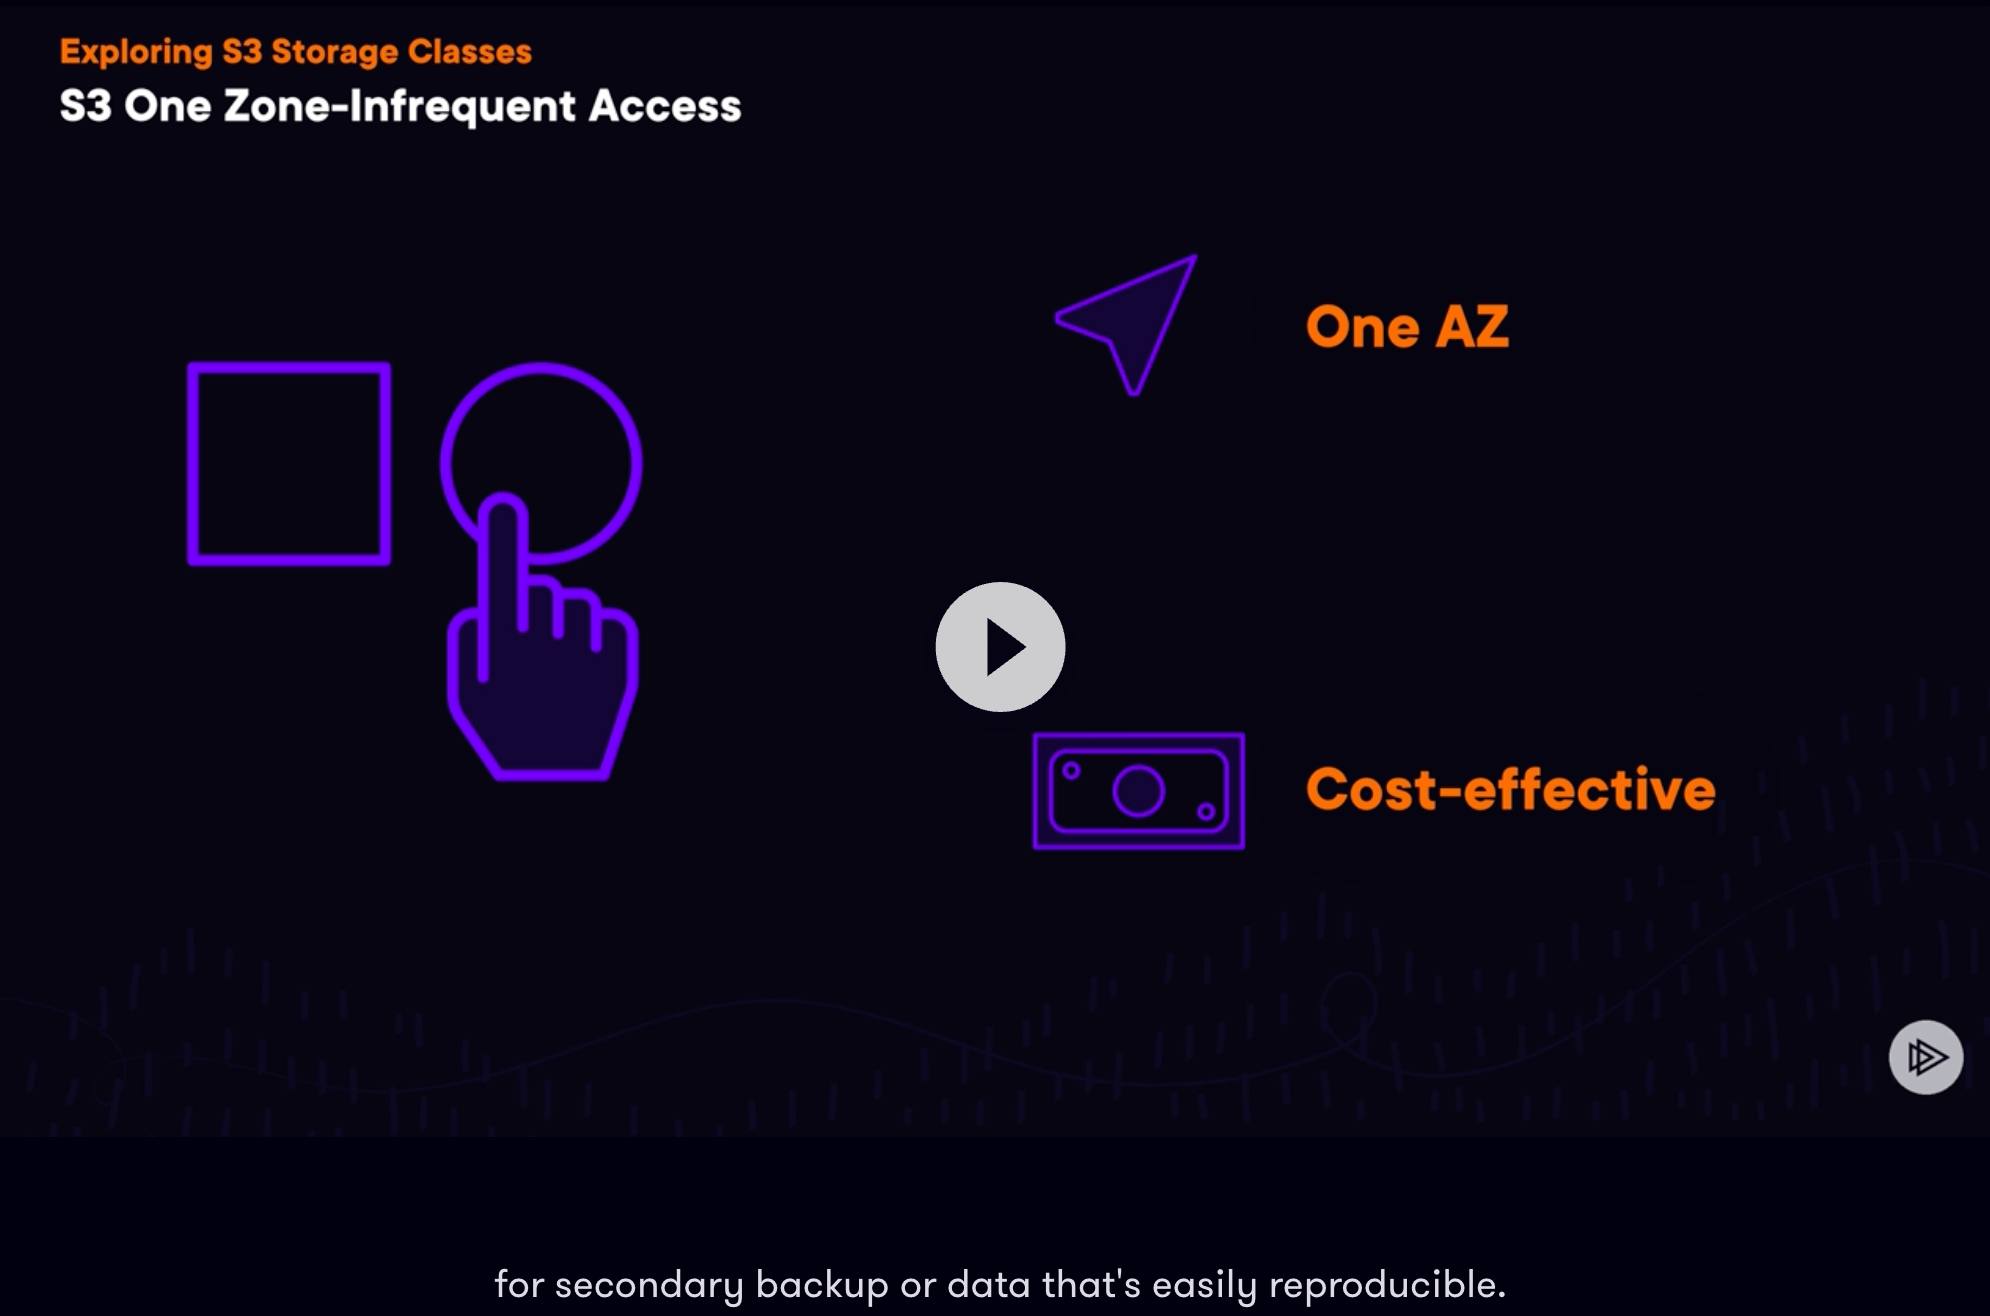 Exploring S3 Storage Classes
S3 One Zone-Infrequent Access
One AZ
Cost-effective
for secondary backup or data that's easily reproducible.